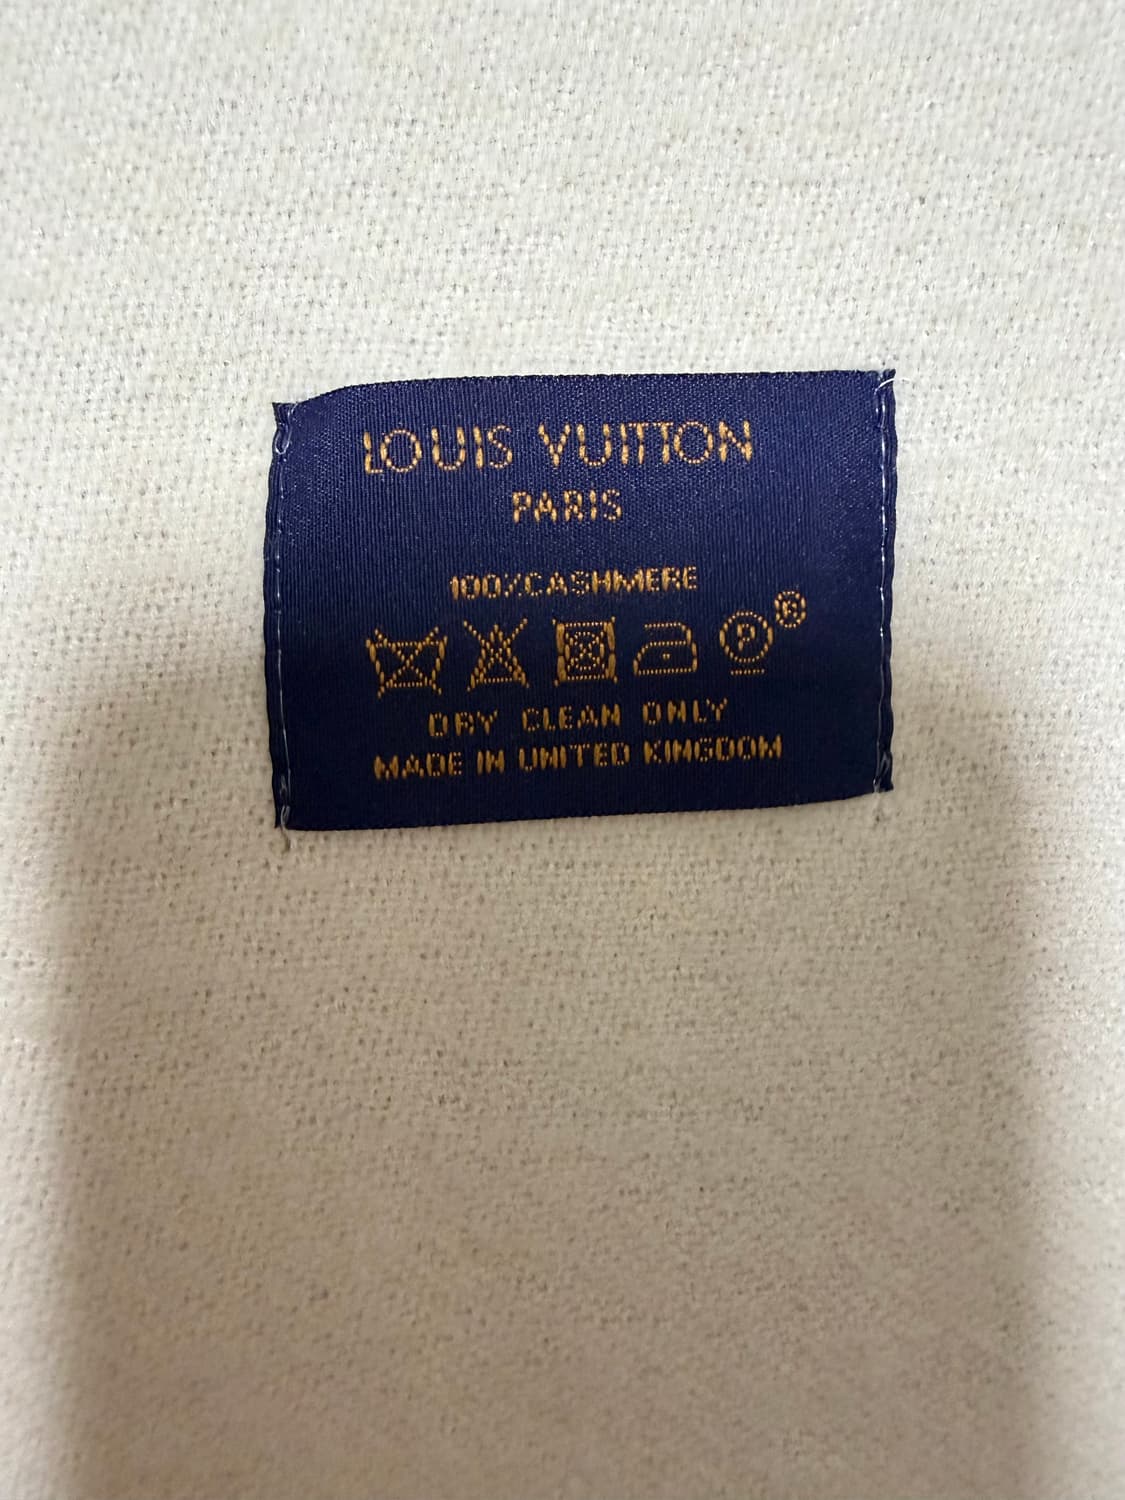 LOUIS VUITTON
PARIS
100%CASHMERE
P
DRY CLEAN ONLY
MADE IN UNITED KINGDOM